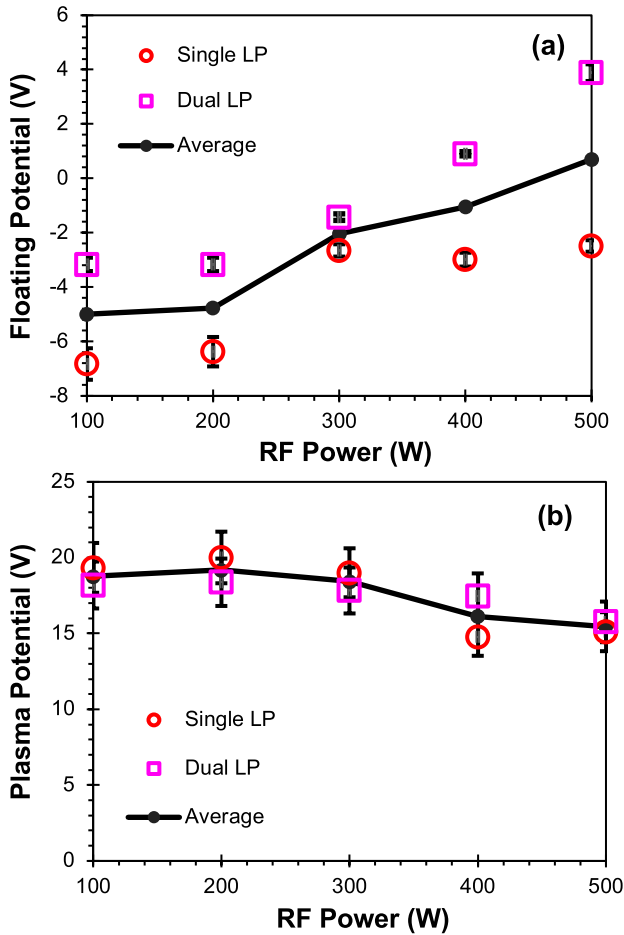 6
(a)
Single LP
4
Dual LP
2
Average
0
-2
-4
-6
-8
100 200 300 400 500
RF Power (W)
Floating Potential (V)
25
(b)
20
15
10
Single LP
Dual LP
5
Average
0
100 200 300 400 500
RF Power (W)
Plasma Potential (V)